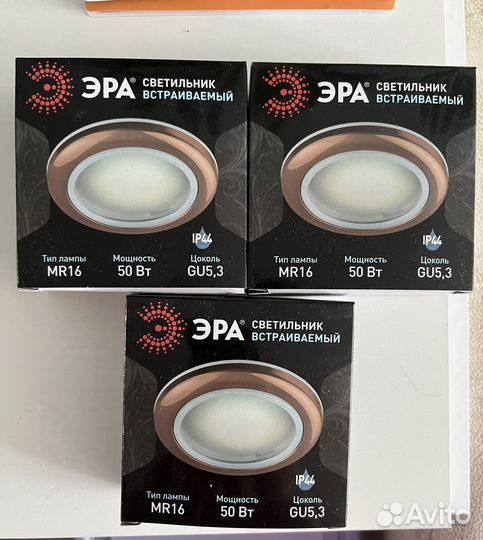 ЭРА® СВЕТИЛЬНИК
ВСТРАИВАЕМЫЙ
IP44
Тип лампы Мощность Цоколь
MR16 50 Вт GU5,3
ЭРА® СВЕТИЛЬНИК
ВСТРАИВАЕМЫЙ
IP44
Тип лампы Мощность Цоколь
MR16 50 Вт GU5,3
ЭРА® СВЕТИЛЬНИК
ВСТРАИВАЕМЫЙ
IP44
Тип лампы Мощность Цоколь
MR16 50 Вт GU5,3
Avito